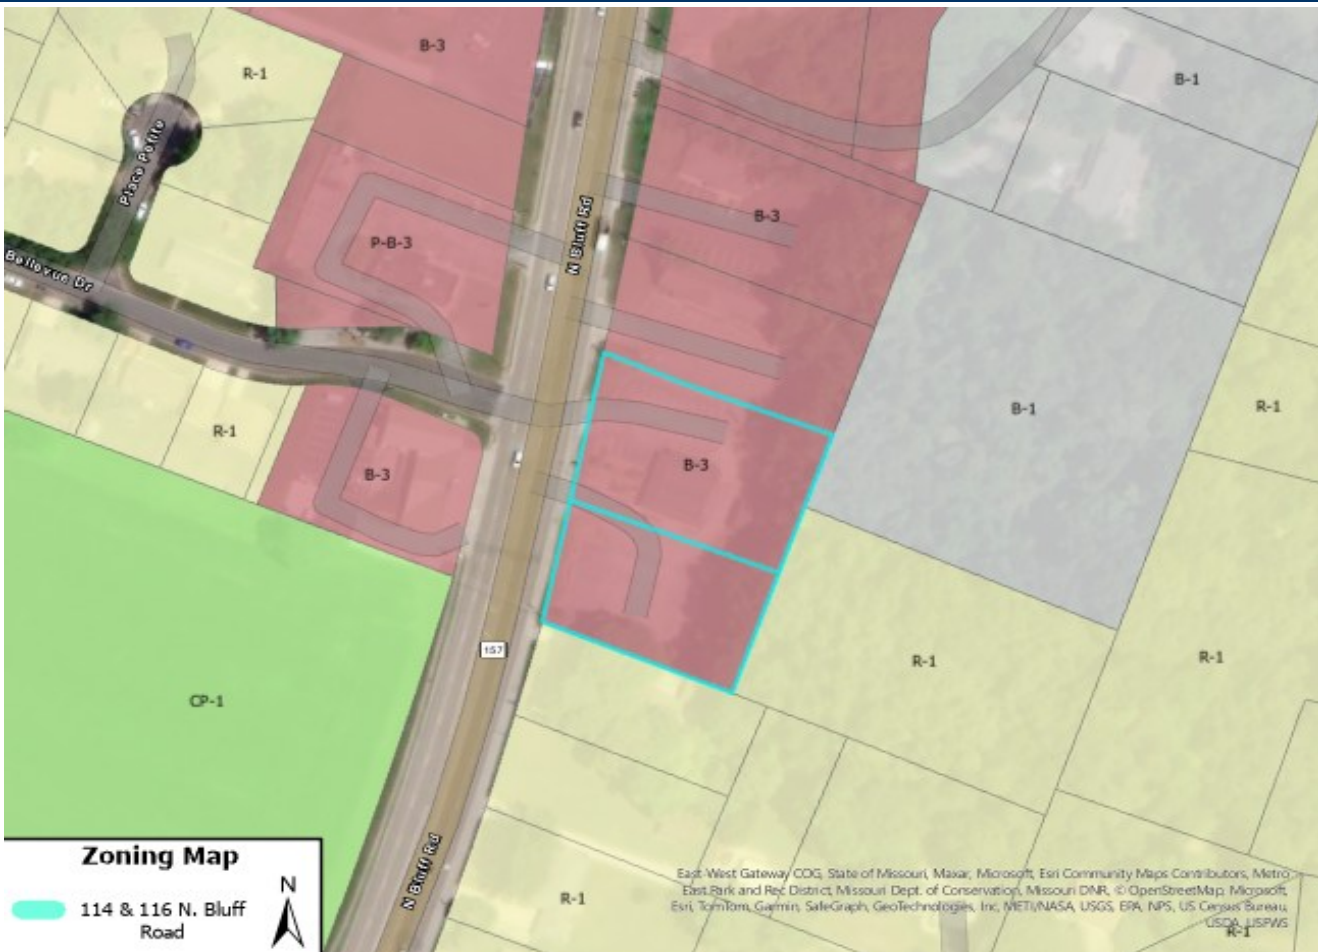 B-3
R-1
B-1
Place Petite
N Bluff Rd
B-3
P-B-3
Bellevue Dr
B-1
R-1
R-1
B-3
B-3
157
R-1
R-1
CP-1
N Bluff Rd
R-1
Zoning Map
114 & 116 N. Bluff
Road
N
East-West Gateway COG, State of Missouri, Maxar, Microsoft, Esri Community Maps Contributors, Metro
East Park and Rec District, Missouri Dept. of Conservation, Missouri DNR, © OpenStreetMap, Microsoft,
Esri, TomTom, Garmin, SafeGraph, GeoTechnologies, Inc, METI/NASA, USGS, EPA, NPS, US Census Bureau,
USDA, USFWS
R-1